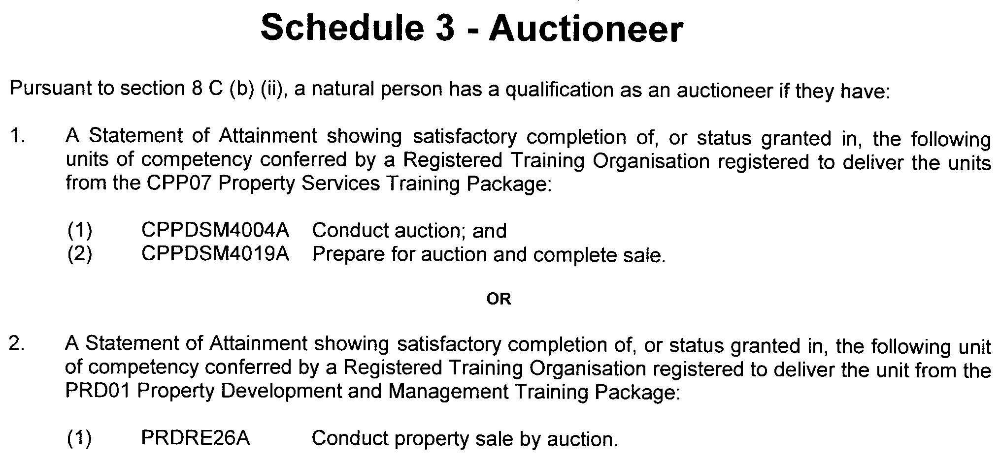 Schedule 3 - Auctioneer
Pursuant to section 8 C (b) (ii), a natural person has a qualification as an auctioneer if they have:
1. A Statement of Attainment showing satisfactory completion of, or status granted in, the following
units of competency conferred by a Registered Training Organisation registered to deliver the units
from the CPP07 Property Services Training Package:
(1) CPPDSM4004A Conduct auction; and
(2) CPPDSM4019A Prepare for auction and complete sale.
OR
2. A Statement of Attainment showing satisfactory completion of, or status granted in, the following unit
of competency conferred by a Registered Training Organisation registered to deliver the unit from the
PRD01 Property Development and Management Training Package:
(1) PRDRE26A Conduct property sale by auction.